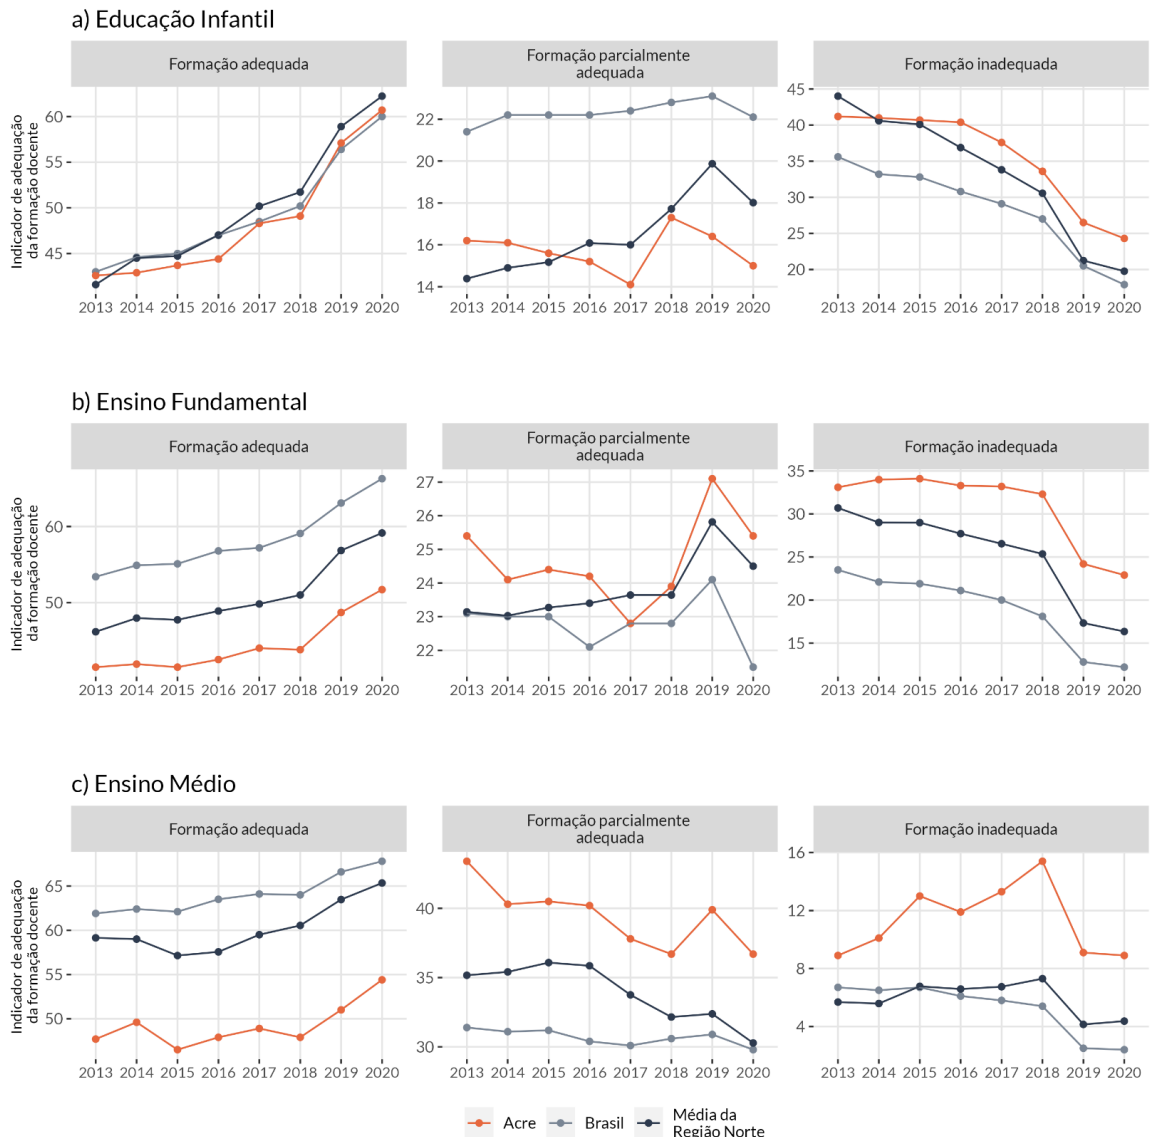 a) Educação Infantil
Formação adequada
Formação parcialmente
adequada
Formação inadequada
Indicador de adequação
da formação docente
60
55
50
45
22
20
18
16
14
45
40
35
30
25
20
2013 2014 2015 2016 2017 2018 2019 2020
2013 2014 2015 2016 2017 2018 2019 2020
2013 2014 2015 2016 2017 2018 2019 2020
b) Ensino Fundamental
Formação adequada
Formação parcialmente
adequada
Formação inadequada
Indicador de adequação
da formação docente
60
50
27
26
25
24
23
22
35
30
25
20
15
2013 2014 2015 2016 2017 2018 2019 2020
2013 2014 2015 2016 2017 2018 2019 2020
2013 2014 2015 2016 2017 2018 2019 2020
c) Ensino Médio
Formação adequada
Formação parcialmente
adequada
Formação inadequada
Indicador de adequação
da formação docente
65
60
55
50
40
35
30
16
12
8
4
2013 2014 2015 2016 2017 2018 2019 2020
2013 2014 2015 2016 2017 2018 2019 2020
2013 2014 2015 2016 2017 2018 2019 2020
Acre
Brasil
Média da
Região Norte